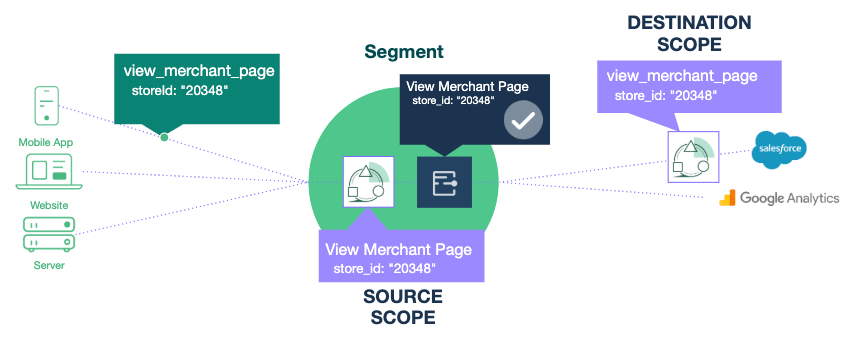 DESTINATION
SCOPE
Segment
view_merchant_page
storeId: "20348"
View Merchant Page
store_id: "20348"
view_merchant_page
store_id: "20348"
Mobile App
Website
Server
salesforce
Google Analytics
View Merchant Page
store_id: "20348"
SOURCE
SCOPE